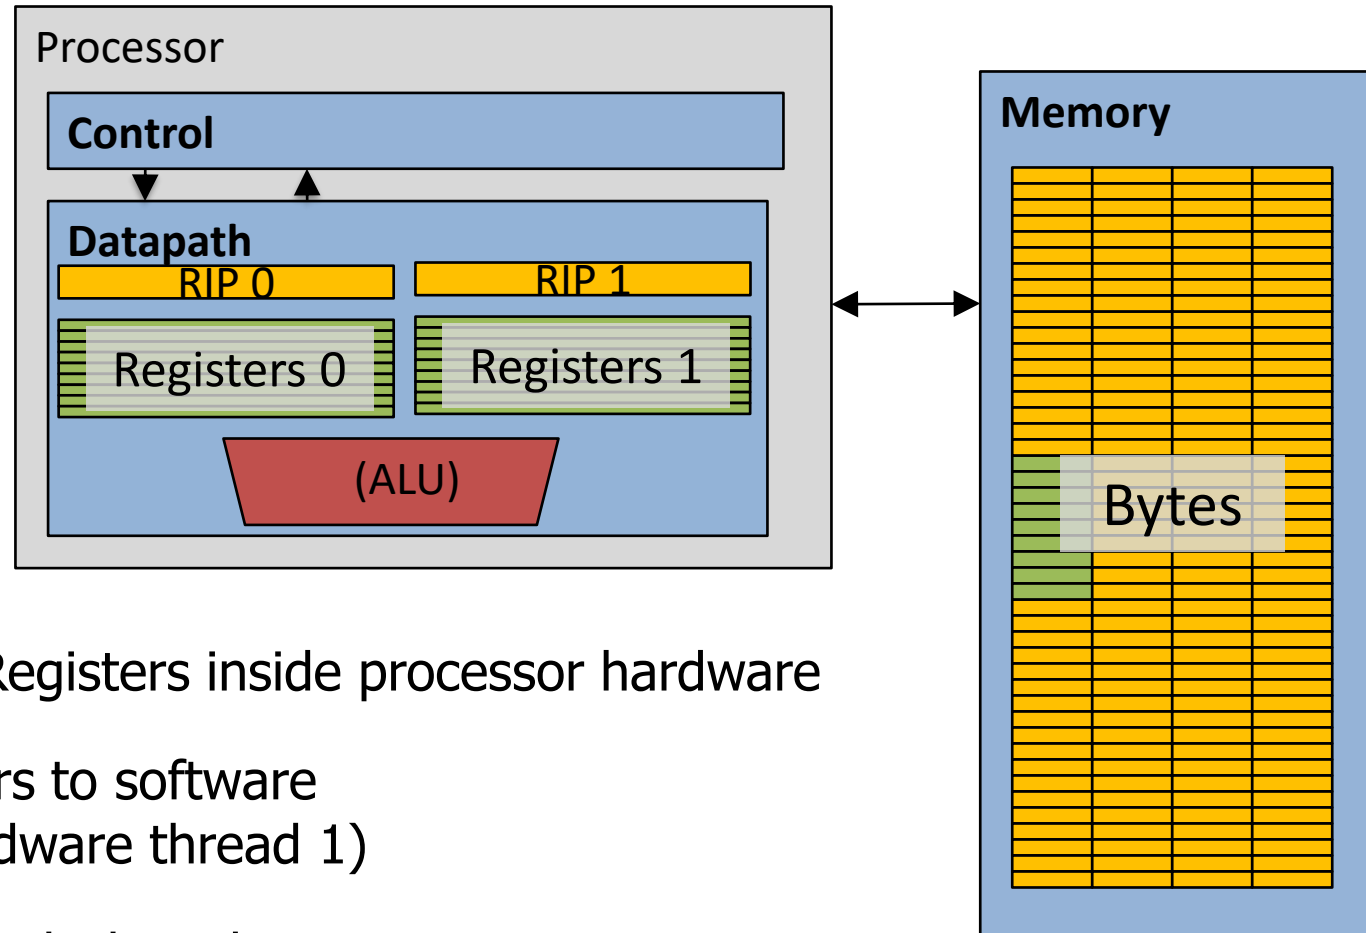 Processor
Control
Datapath
RIP 0
RIP 1
Registers 0
Registers 1
(ALU)
Memory
Bytes
Registers inside processor hardware
rs to software
dware thread 1)